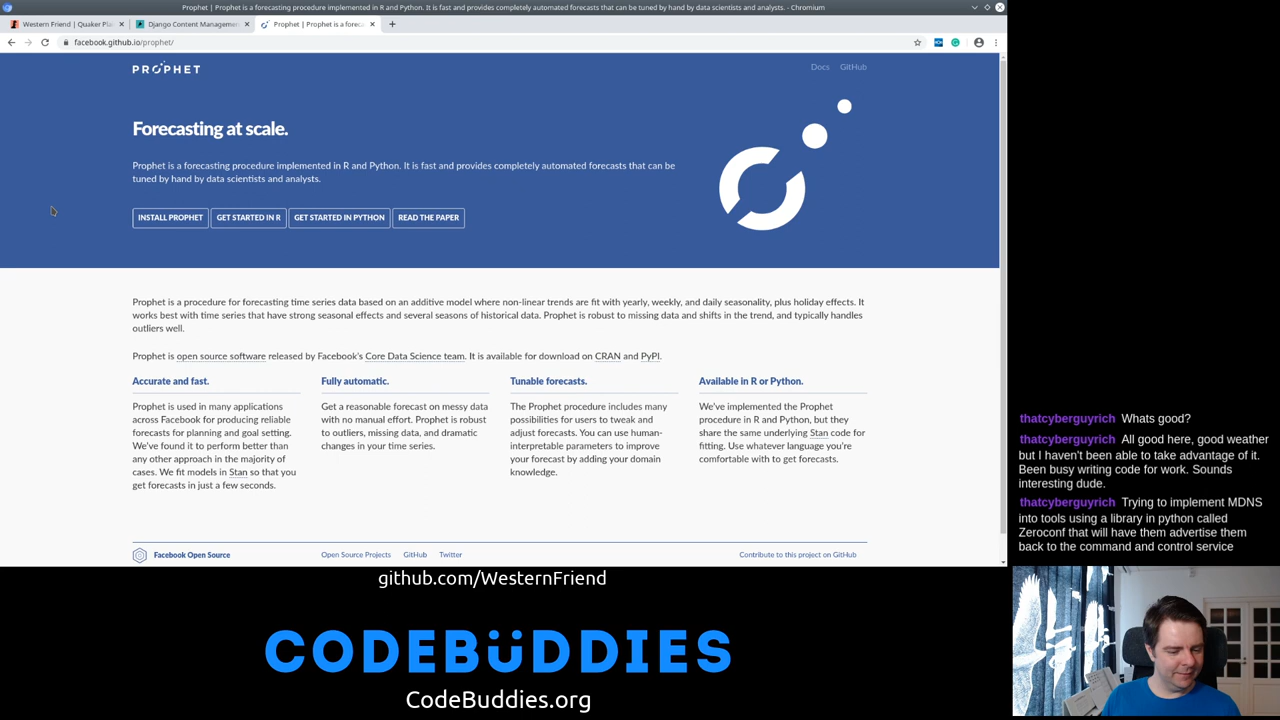 Prophet | Prophet is a forecasting procedure implemented in R and Python. It is fast and provides completely automated forecasts that can be tuned by hand by data scientists and analysts. - Chromium
Western Friend | Quaker Pla
Django Content Managemen
Prophet | Prophet is a forec
facebook.github.io/prophet/
PROPHET
Docs
GitHub
Forecasting at scale.
Prophet is a forecasting procedure implemented in R and Python. It is fast and provides completely automated forecasts that can be
tuned by hand by data scientists and analysts.
INSTALL PROPHET
GET STARTED IN R
GET STARTED IN PYTHON
READ THE PAPER
Prophet is a procedure for forecasting time series data based on an additive model where non-linear trends are fit with yearly, weekly, and daily seasonality, plus holiday effects. It
works best with time series that have strong seasonal effects and several seasons of historical data. Prophet is robust to missing data and shifts in the trend, and typically handles
outliers well.
Prophet is open source software released by Facebook's Core Data Science team. It is available for download on CRAN and PyPI.
Accurate and fast.
Prophet is used in many applications
across Facebook for producing reliable
forecasts for planning and goal setting.
We've found it to perform better than
any other approach in the majority of
cases. We fit models in Stan so that you
get forecasts in just a few seconds.
Fully automatic.
Get a reasonable forecast on messy data
with no manual effort. Prophet is robust
to outliers, missing data, and dramatic
changes in your time series.
Tunable forecasts.
The Prophet procedure includes many
possibilities for users to tweak and
adjust forecasts. You can use human-
interpretable parameters to improve
your forecast by adding your domain
knowledge.
Available in R or Python.
We've implemented the Prophet
procedure in R and Python, but they
share the same underlying Stan code for
fitting. Use whatever language you're
comfortable with to get forecasts.
Facebook Open Source
Open Source Projects
GitHub
Twitter
Contribute to this project on GitHub
thatcyberguyrich Whats good?
thatcyberguyrich All good here, good weather
but I haven't been able to take advantage of it.
Been busy writing code for work. Sounds
interesting dude.
thatcyberguyrich Trying to implement MDNS
into tools using a library in python called
Zeroconf that will have them advertise them
back to the command and control service
github.com/WesternFriend
CODEBUDDIES
CodeBuddies.org